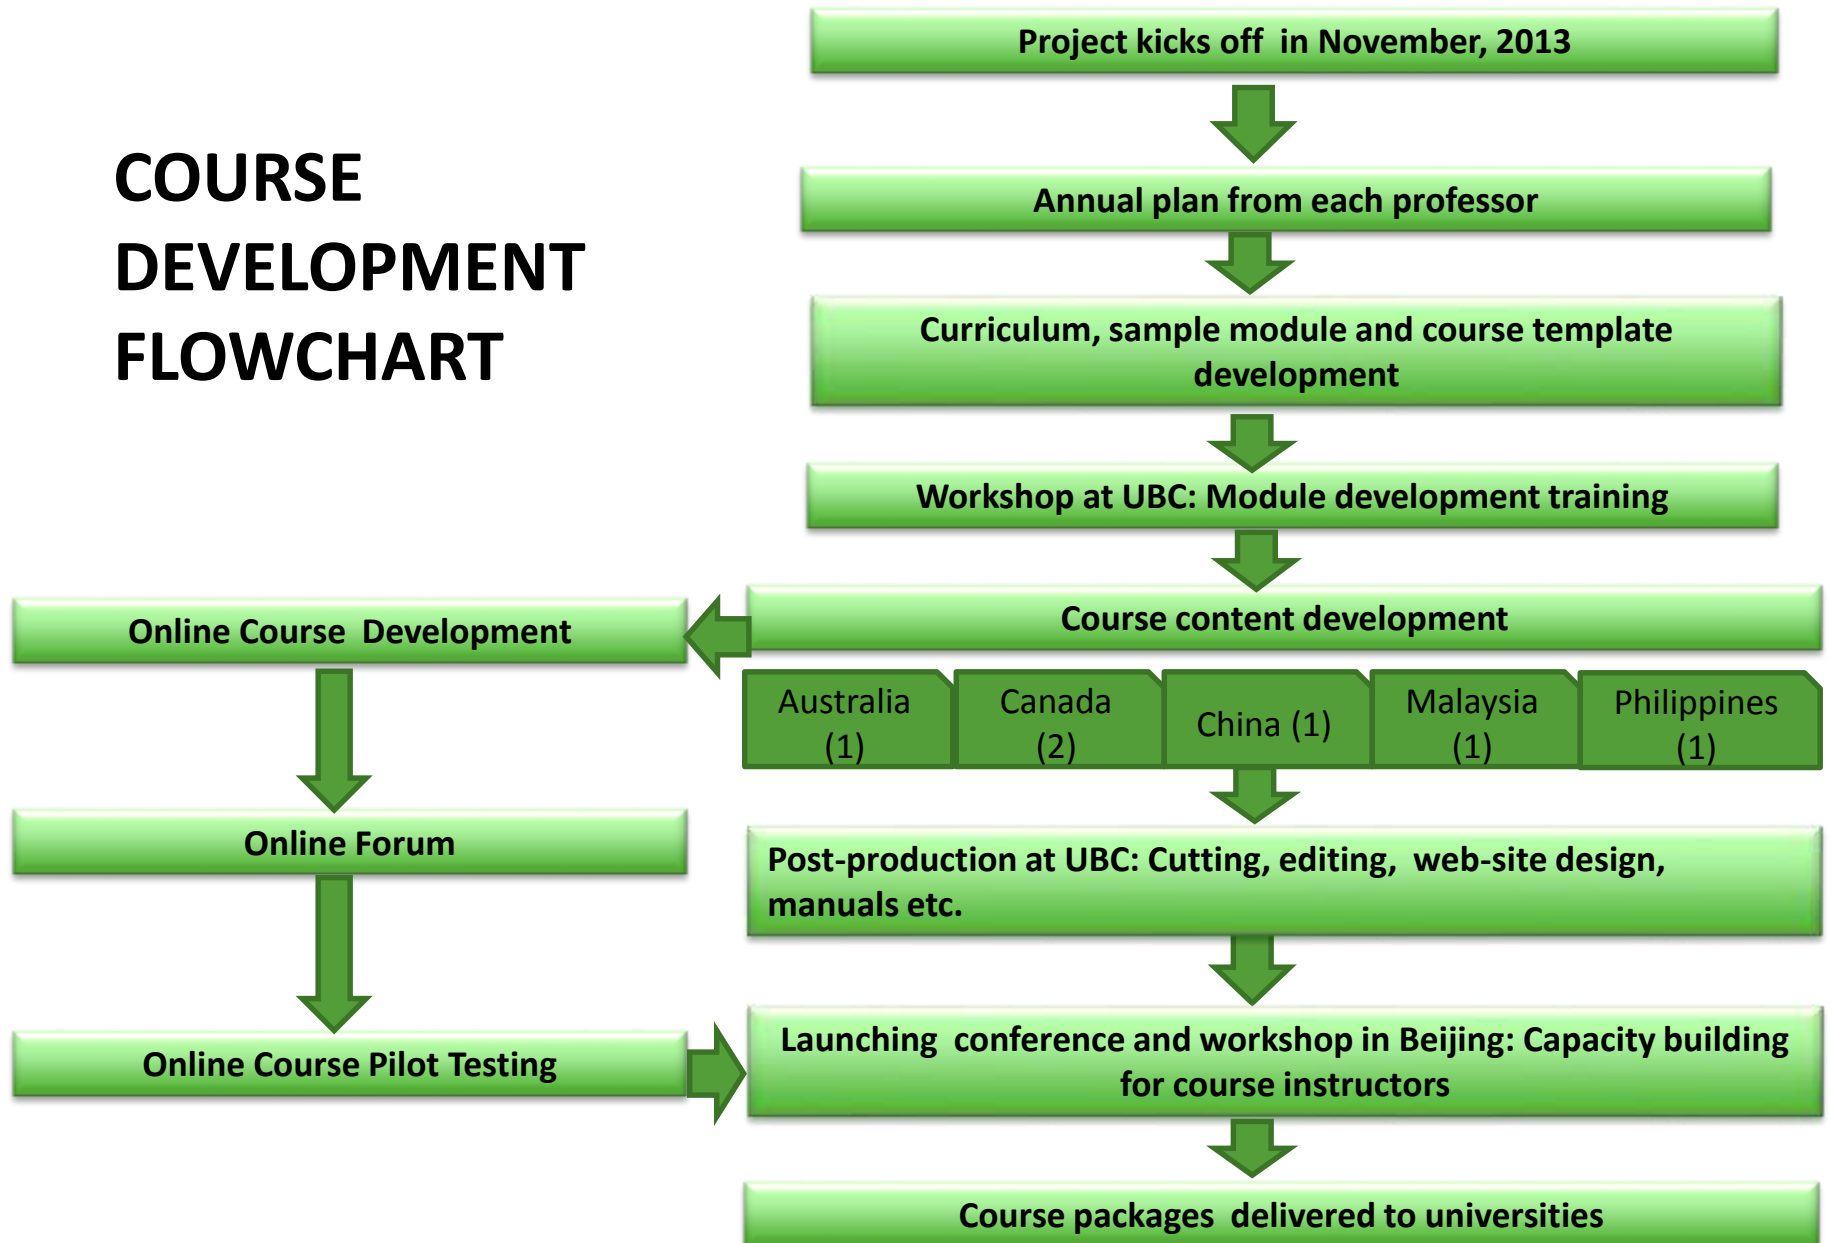 COURSE
DEVELOPMENT
FLOWCHART
Project kicks off in November, 2013
Annual plan from each professor
Curriculum, sample module and course template
development
Workshop at UBC: Module development training
Course content development
Online Course Development
Australia
(1)
Canada
(2)
China (1)
Malaysia
(1)
Philippines
(1)
Online Forum
Post-production at UBC: Cutting, editing, web-site design,
manuals etc.
Online Course Pilot Testing
Launching conference and workshop in Beijing: Capacity building
for course instructors
Course packages delivered to universities